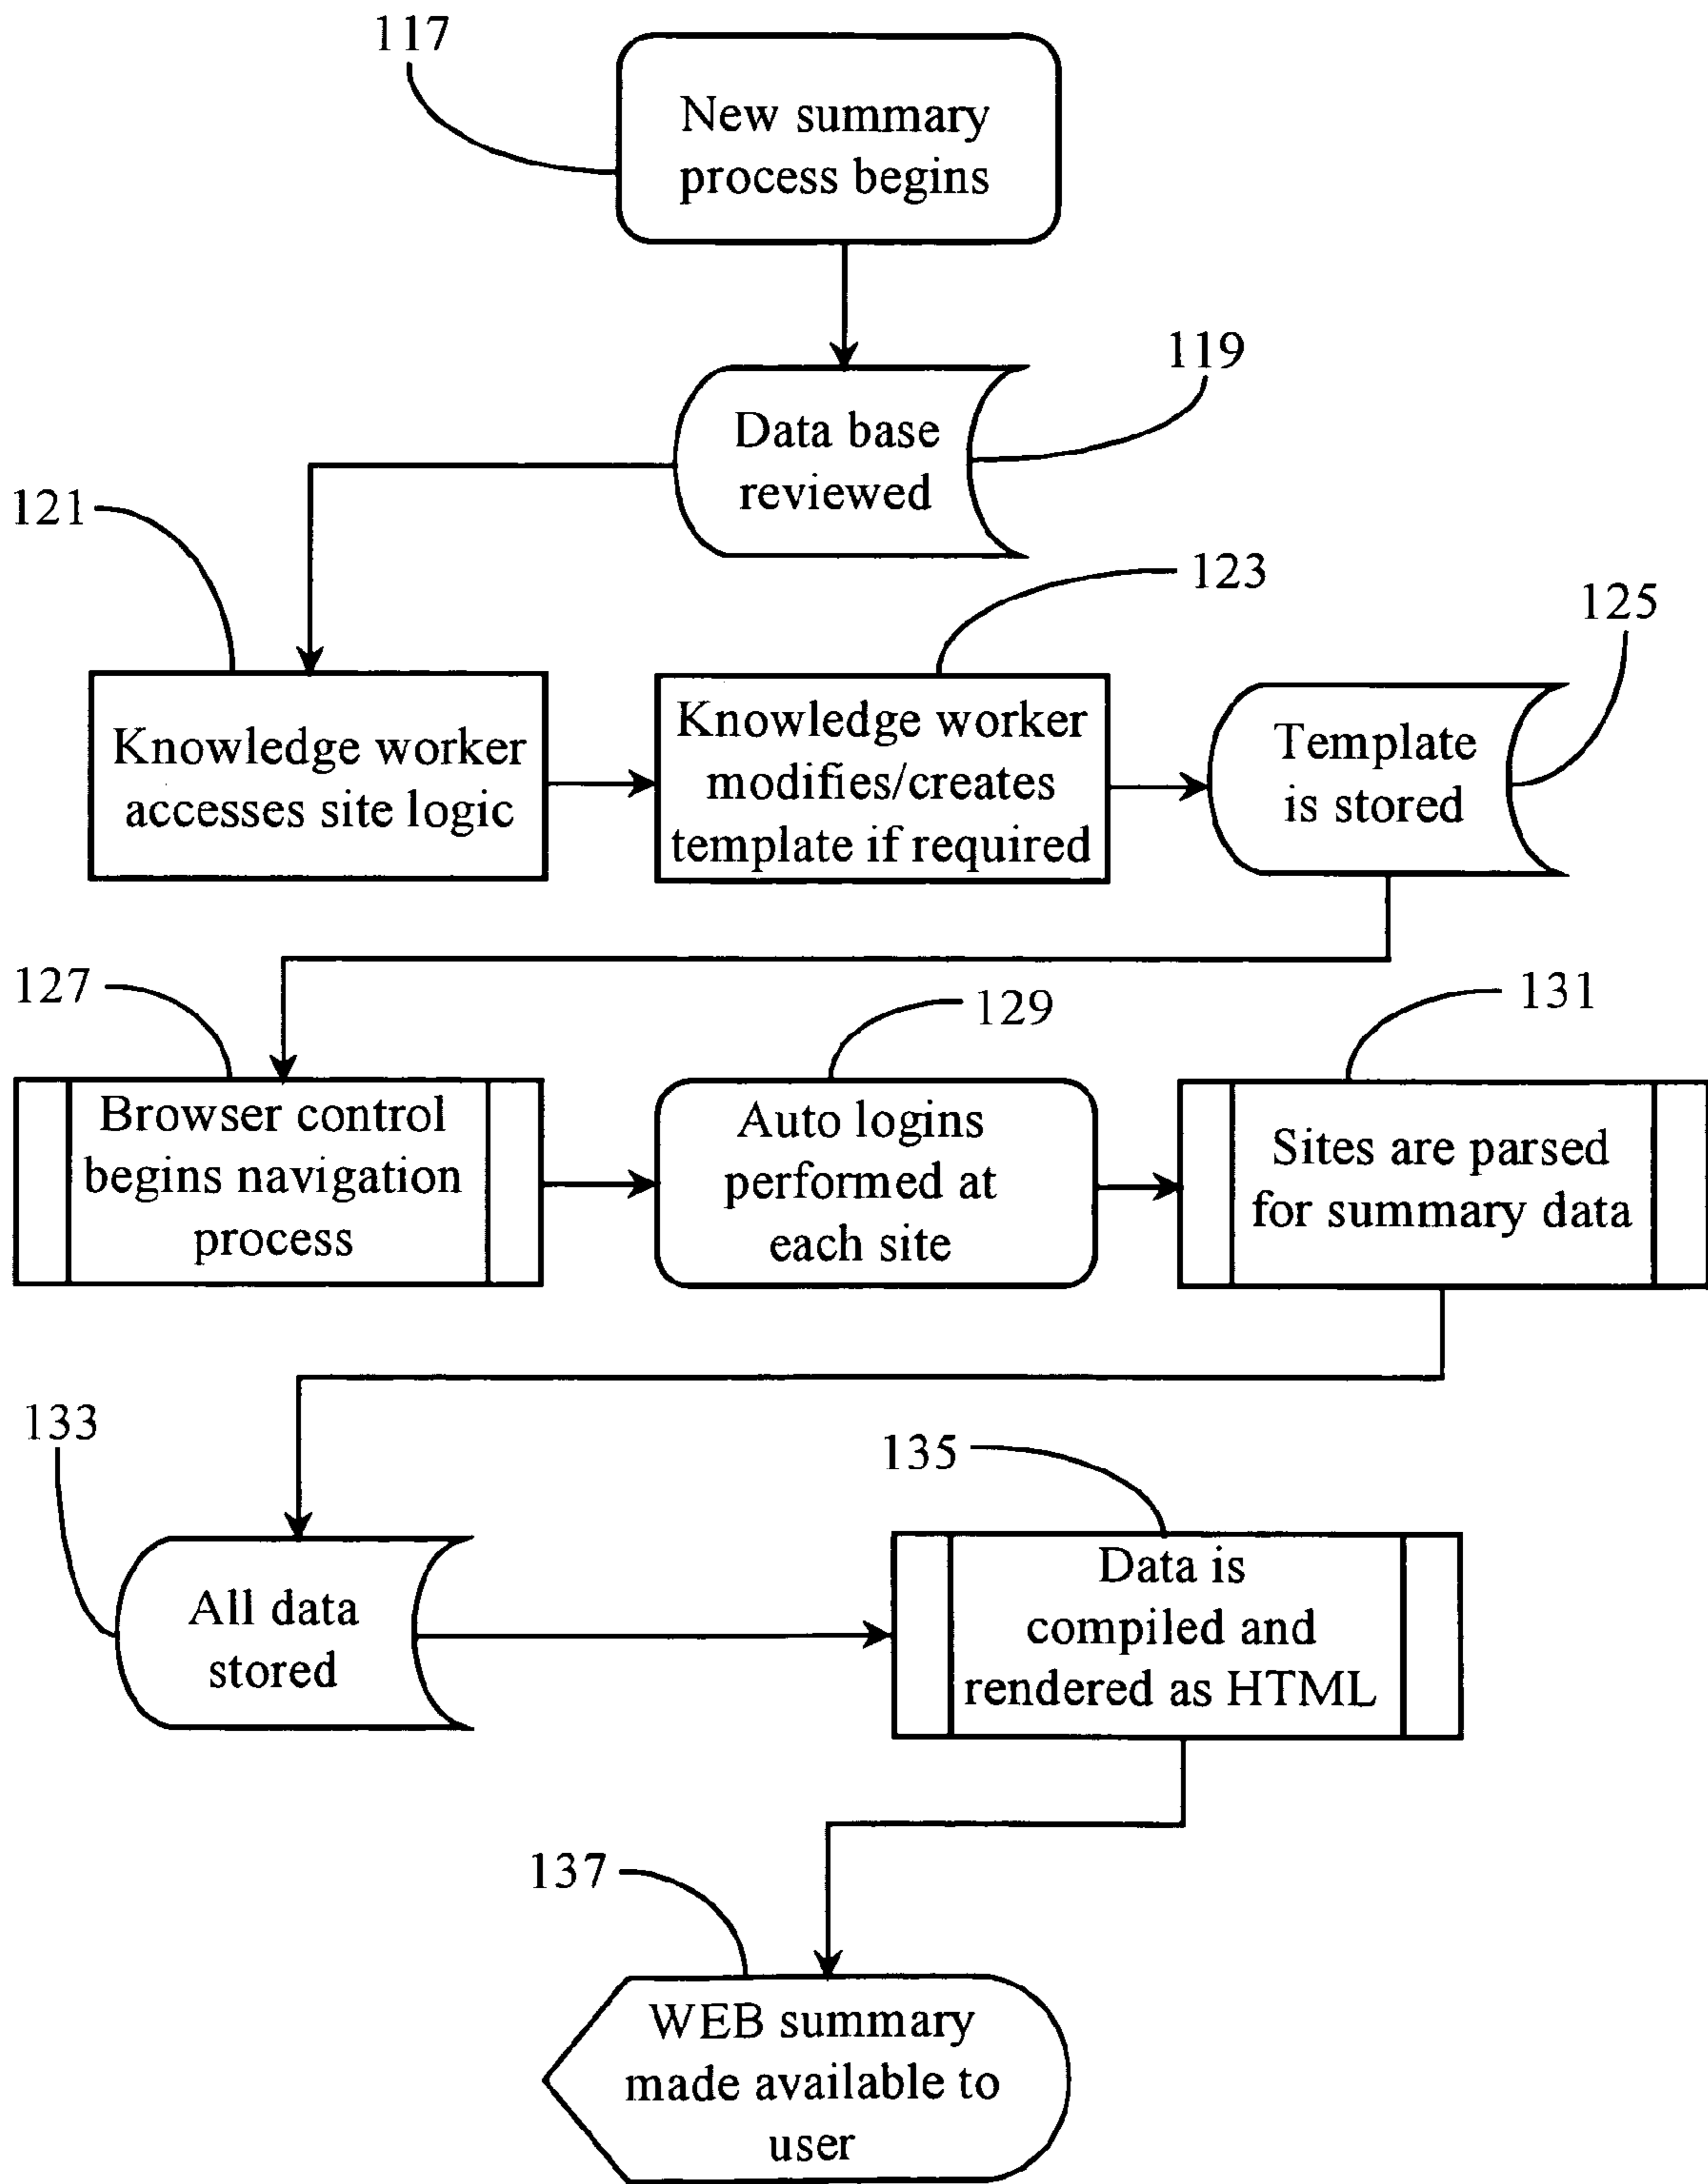 117
New summary
process begins
119
Data base
reviewed
121
123
125
Knowledge worker
accesses site logic
Knowledge worker
modifies/creates
template if required
Template
is stored
127
129
131
Browser control
begins navigation
process
Auto logins
performed at
each site
Sites are parsed
for summary data
133
135
All data
stored
Data is
compiled and
rendered as HTML
137
WEB summary
made available to
user